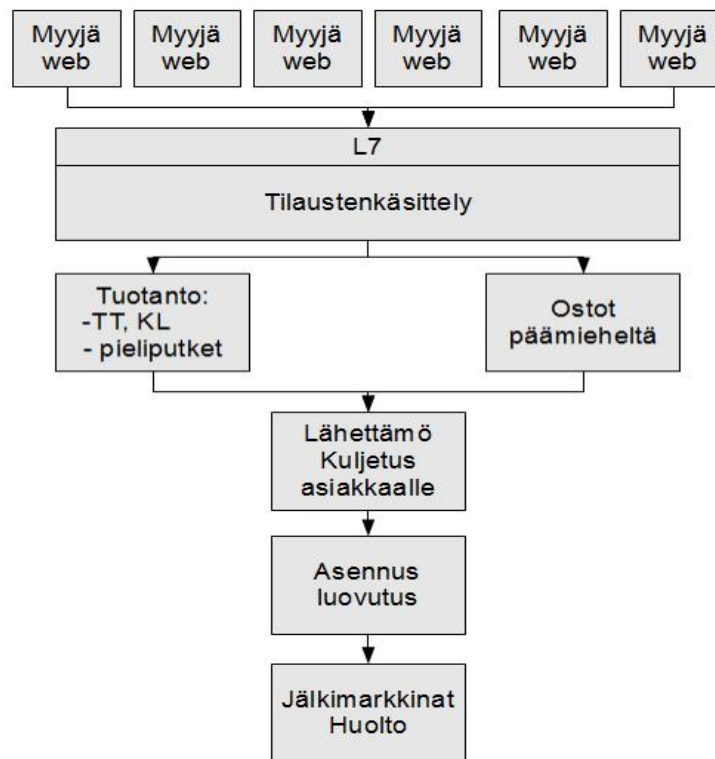 Myyjä
web
Myyjä
web
Myyjä
web
Myyjä
web
Myyjä
web
Myyjä
web
L7
Tilaustenkäsittely
Tuotanto:
-TT, KL
- pieliputket
Ostot
päämieheltä
Lähettämö
Kuljetus
asiakkaalle
Asennus
luovutus
Jälkimarkkinat
Huolto